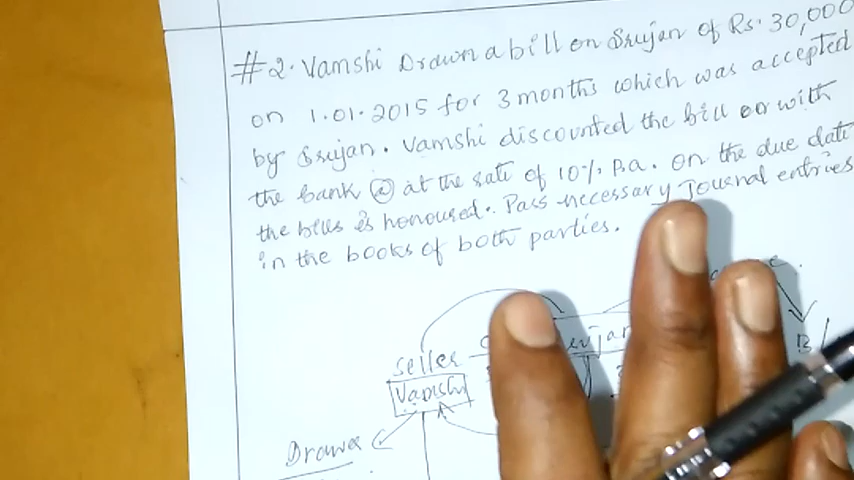 #2. Vamshi Drawn a bill on Srujan of Rs. 30,000
on 1.01.2015 for 3 months which was accepted
by Srujan. Vamshi discounted the bill with
the bank @ at the rate of 10% P.a. on the due date
the bill is honoured. Pass necessary Journal entries
in the books of both parties.
seller
Vamshi
Drawer